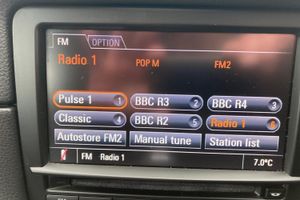 FM OPTION
Radio 1 POP M FM2
Pulse 1 1 BBC R3 2 BBC R4 3
Classic 4 BBC R2 5 Radio 1 6
Autostore FM2 Manual tune Station list
FM Radio 1 7.0°C